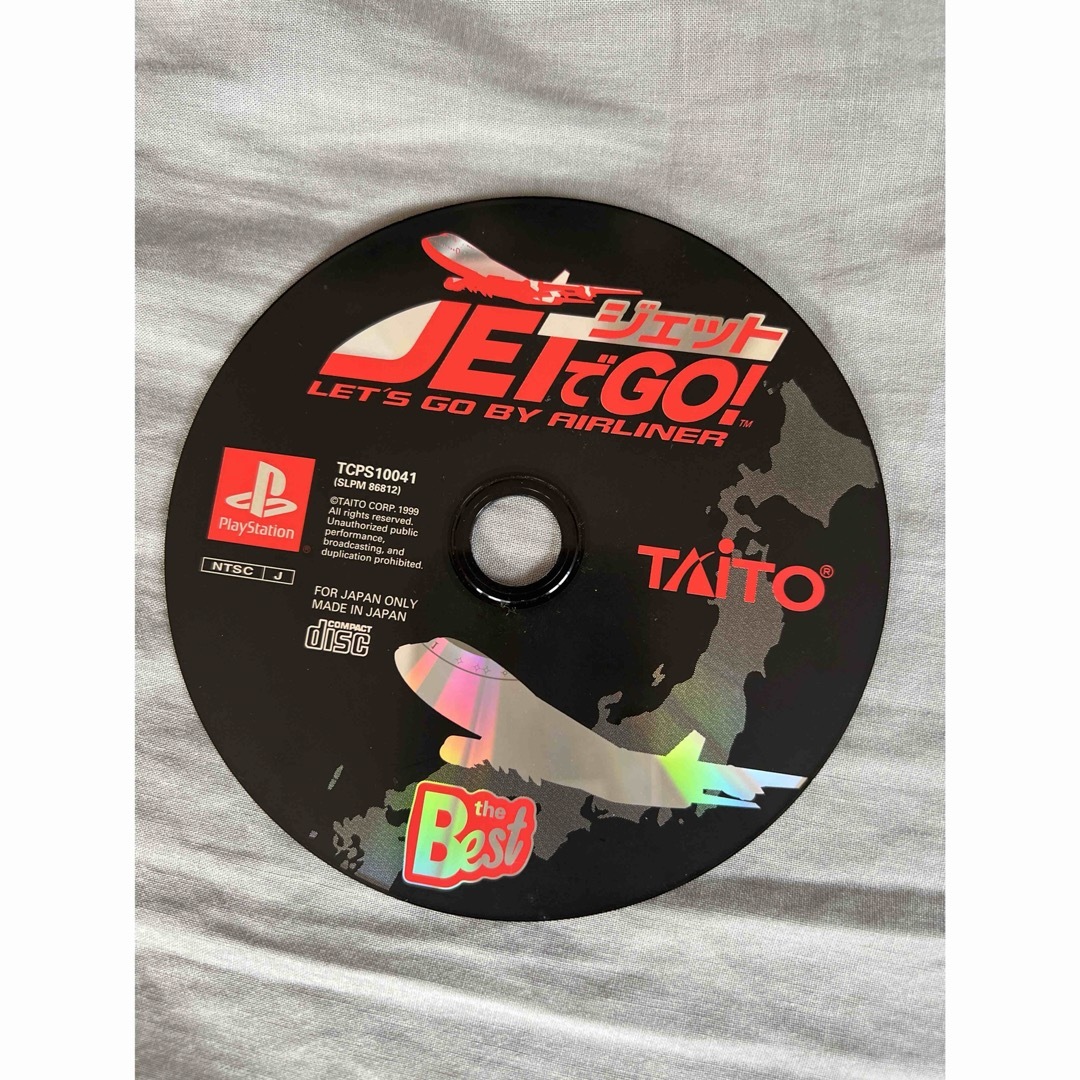 ジェット
JETでGO!™
LET'S GO BY AIRLINER
PlayStation®
NTSC J
TCPS10041
(SLPM 86812)
©TAITO CORP. 1999
All rights reserved.
Unauthorized public
performance,
broadcasting, and
duplication prohibited.
FOR JAPAN ONLY
MADE IN JAPAN
COMPACT
disc
TAiTO®
the
Best